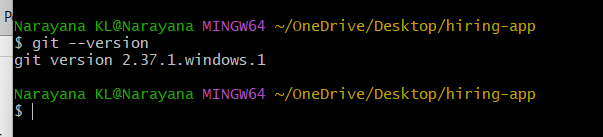 Narayana KL@Narayana MINGW64 ~/OneDrive/Desktop/hiring-app
$ git --version
git version 2.37.1.windows.1
Narayana KL@Narayana MINGW64 ~/OneDrive/Desktop/hiring-app
$